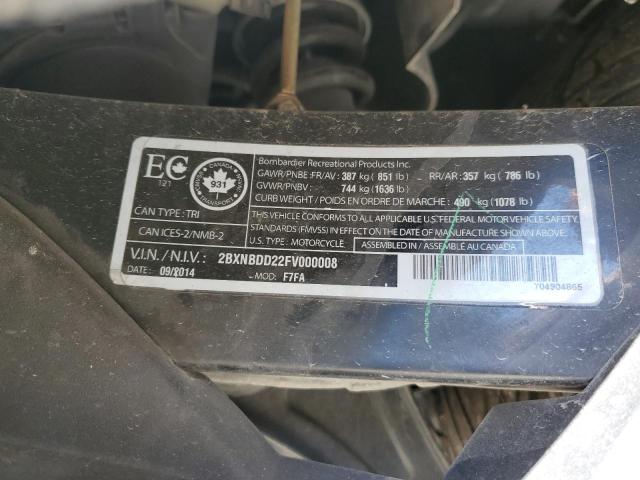 EC
121
CANADA
931
TRANSPORT
Bombardier Recreational Products Inc.
GAWR/PNBE :FR/AV: 387 kg ( 851 lb) RR/AR: 357 kg ( 786 lb)
GVWR/PNBV : 744 kg (1636 lb)
CURB WEIGHT / POIDS EN ORDRE DE MARCHE : 490 kg (1078 lb)
CAN TYPE: TRI
THIS VEHICLE CONFORMS TO ALL APPLICABLE U.S. FEDERAL MOTOR VEHICLE SAFETY
STANDARDS (FMVSS) IN EFFECT ON THE DATE OF MANUFACTURE SHOWN ABOVE.
CAN ICES-2/NMB-2
U.S. TYPE: MOTORCYCLE ASSEMBLED IN / ASSEMBLÉ AU CANADA
V.I.N. / N.I.V.: 2BXNBDD22FV000008
DATE: 09/2014 MOD: F7FA
704904865